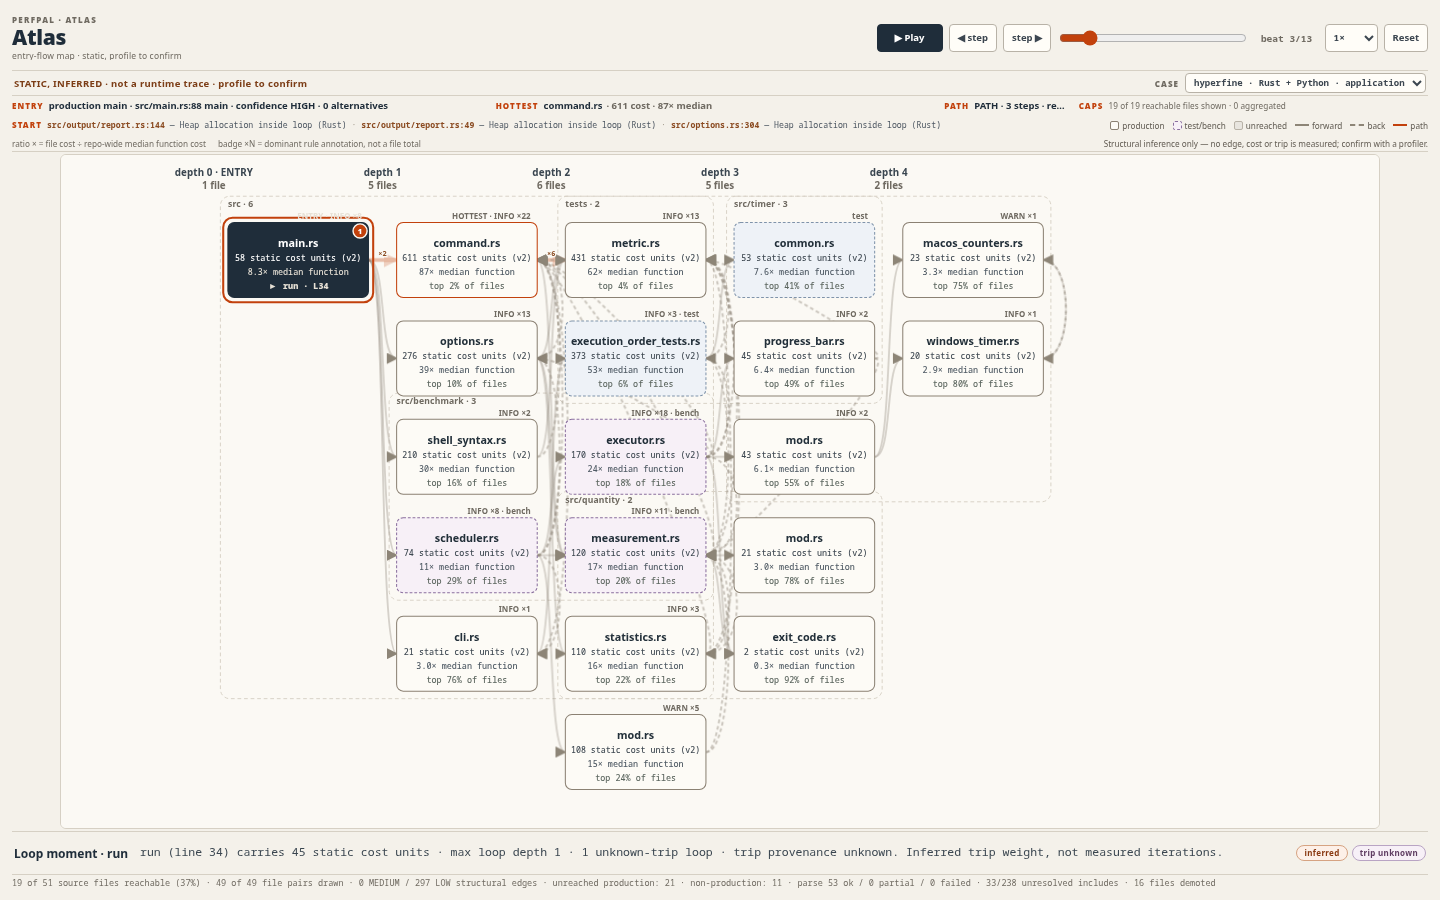 PERFPAL · ATLAS
Atlas
entry-flow map · static, profile to confirm
▶ Play
◀ step
step ▶
beat 3/13
1×
Reset
STATIC, INFERRED · not a runtime trace · profile to confirm
CASE hyperfine · Rust + Python · application
ENTRY production main · src/main.rs:88 main · confidence HIGH · 0 alternatives
HOTTEST command.rs · 611 cost · 87× median
PATH PATH · 3 steps · re…
CAPS 19 of 19 reachable files shown · 0 aggregated
START src/output/report.rs:144 — Heap allocation inside loop (Rust) · src/output/report.rs:49 — Heap allocation inside loop (Rust) · src/options.rs:304 — Heap allocation inside loop (Rust)
production test/bench unreached forward back path
ratio × = file cost ÷ repo-wide median function cost badge ×N = dominant rule annotation, not a file total
Structural inference only — no edge, cost or trip is measured; confirm with a profiler.
depth 0 · ENTRY
1 file
depth 1
5 files
depth 2
6 files
depth 3
5 files
depth 4
2 files
src · 6
tests · 2
src/timer · 3
src/benchmark · 3
src/quantity · 2
1
main.rs
58 static cost units (v2)
8.3× median function
▶ run · L34
×2
×6
HOTTEST · INFO ×22
command.rs
611 static cost units (v2)
87× median function
top 2% of files
INFO ×13
options.rs
276 static cost units (v2)
39× median function
top 10% of files
INFO ×2
shell_syntax.rs
210 static cost units (v2)
30× median function
top 16% of files
INFO ×8 · bench
scheduler.rs
74 static cost units (v2)
11× median function
top 29% of files
INFO ×1
cli.rs
21 static cost units (v2)
3.0× median function
top 76% of files
INFO ×13
metric.rs
431 static cost units (v2)
62× median function
top 4% of files
INFO ×3 · test
execution_order_tests.rs
373 static cost units (v2)
53× median function
top 6% of files
INFO ×18 · bench
executor.rs
170 static cost units (v2)
24× median function
top 18% of files
INFO ×11 · bench
measurement.rs
120 static cost units (v2)
17× median function
top 20% of files
INFO ×3
statistics.rs
110 static cost units (v2)
16× median function
top 22% of files
WARN ×5
mod.rs
108 static cost units (v2)
15× median function
top 24% of files
test
common.rs
53 static cost units (v2)
7.6× median function
top 41% of files
INFO ×2
progress_bar.rs
45 static cost units (v2)
6.4× median function
top 49% of files
INFO ×2
mod.rs
43 static cost units (v2)
6.1× median function
top 55% of files
mod.rs
21 static cost units (v2)
3.0× median function
top 78% of files
exit_code.rs
2 static cost units (v2)
0.3× median function
top 92% of files
WARN ×1
macos_counters.rs
23 static cost units (v2)
3.3× median function
top 75% of files
INFO ×1
windows_timer.rs
20 static cost units (v2)
2.9× median function
top 80% of files
Loop moment · run run (line 34) carries 45 static cost units · max loop depth 1 · 1 unknown-trip loop · trip provenance unknown. Inferred trip weight, not measured iterations.
inferred
trip unknown
19 of 51 source files reachable (37%) · 49 of 49 file pairs drawn · 0 MEDIUM / 297 LOW structural edges · unreached production: 21 · non-production: 11 · parse 53 ok / 0 partial / 0 failed · 33/238 unresolved includes · 16 files demoted